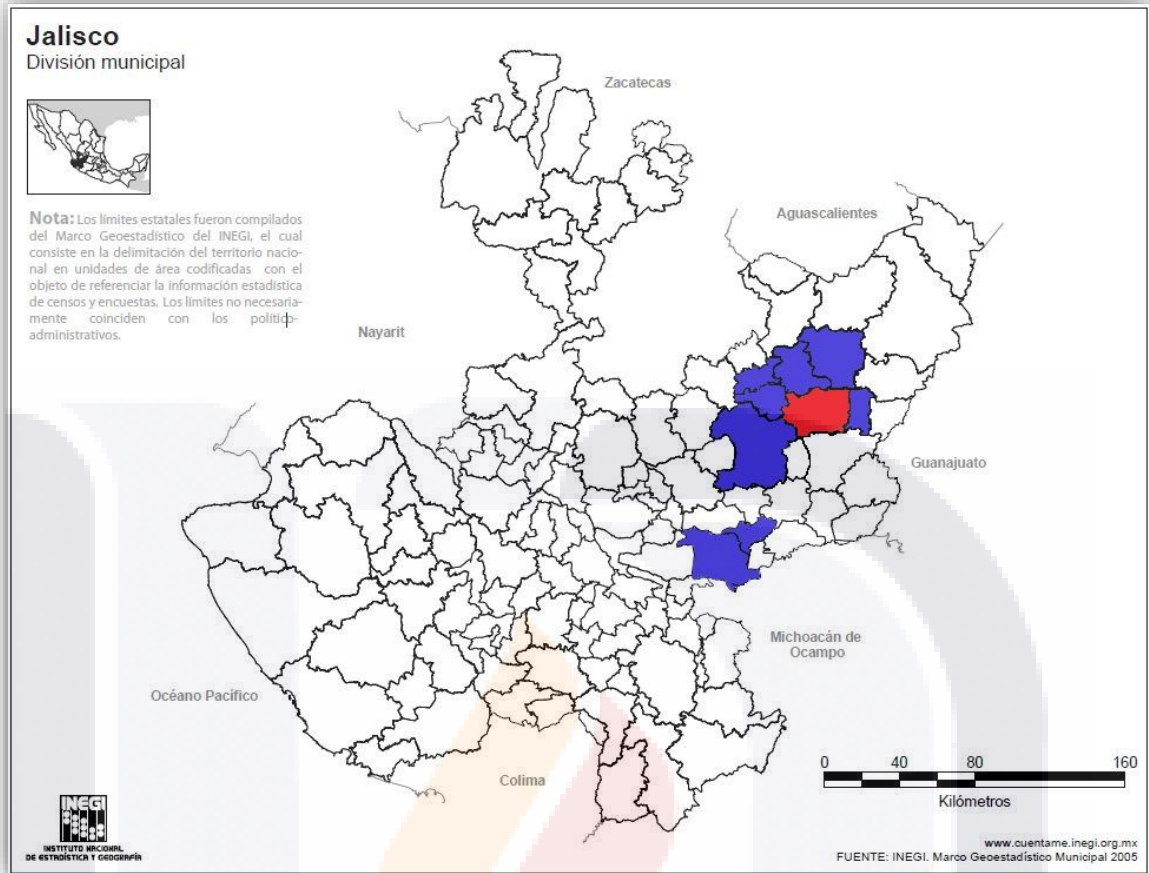 Jalisco
División municipal
Zacatecas
Aguascalientes
Nota: Los límites estatales fueron compilados
del Marco Geoestadístico del INEGI, el cual
consiste en la delimitación del territorio nacio-
nal en unidades de área codificadas con el
objeto de referenciar la información estadística
de censos y encuestas. Los límites no necesaria-
mente coinciden con los político-
administrativos.
Nayarit
Guanajuato
Michoacán de
Ocampo
Océano Pacífico
Colima
0 40 80 160
Kilómetros
INEGI
INSTITUTO NACIONAL
DE ESTADÍSTICA Y GEOGRAFÍA
www.cuentame.inegi.org.mx
FUENTE: INEGI. Marco Geoestadístico Municipal 2005